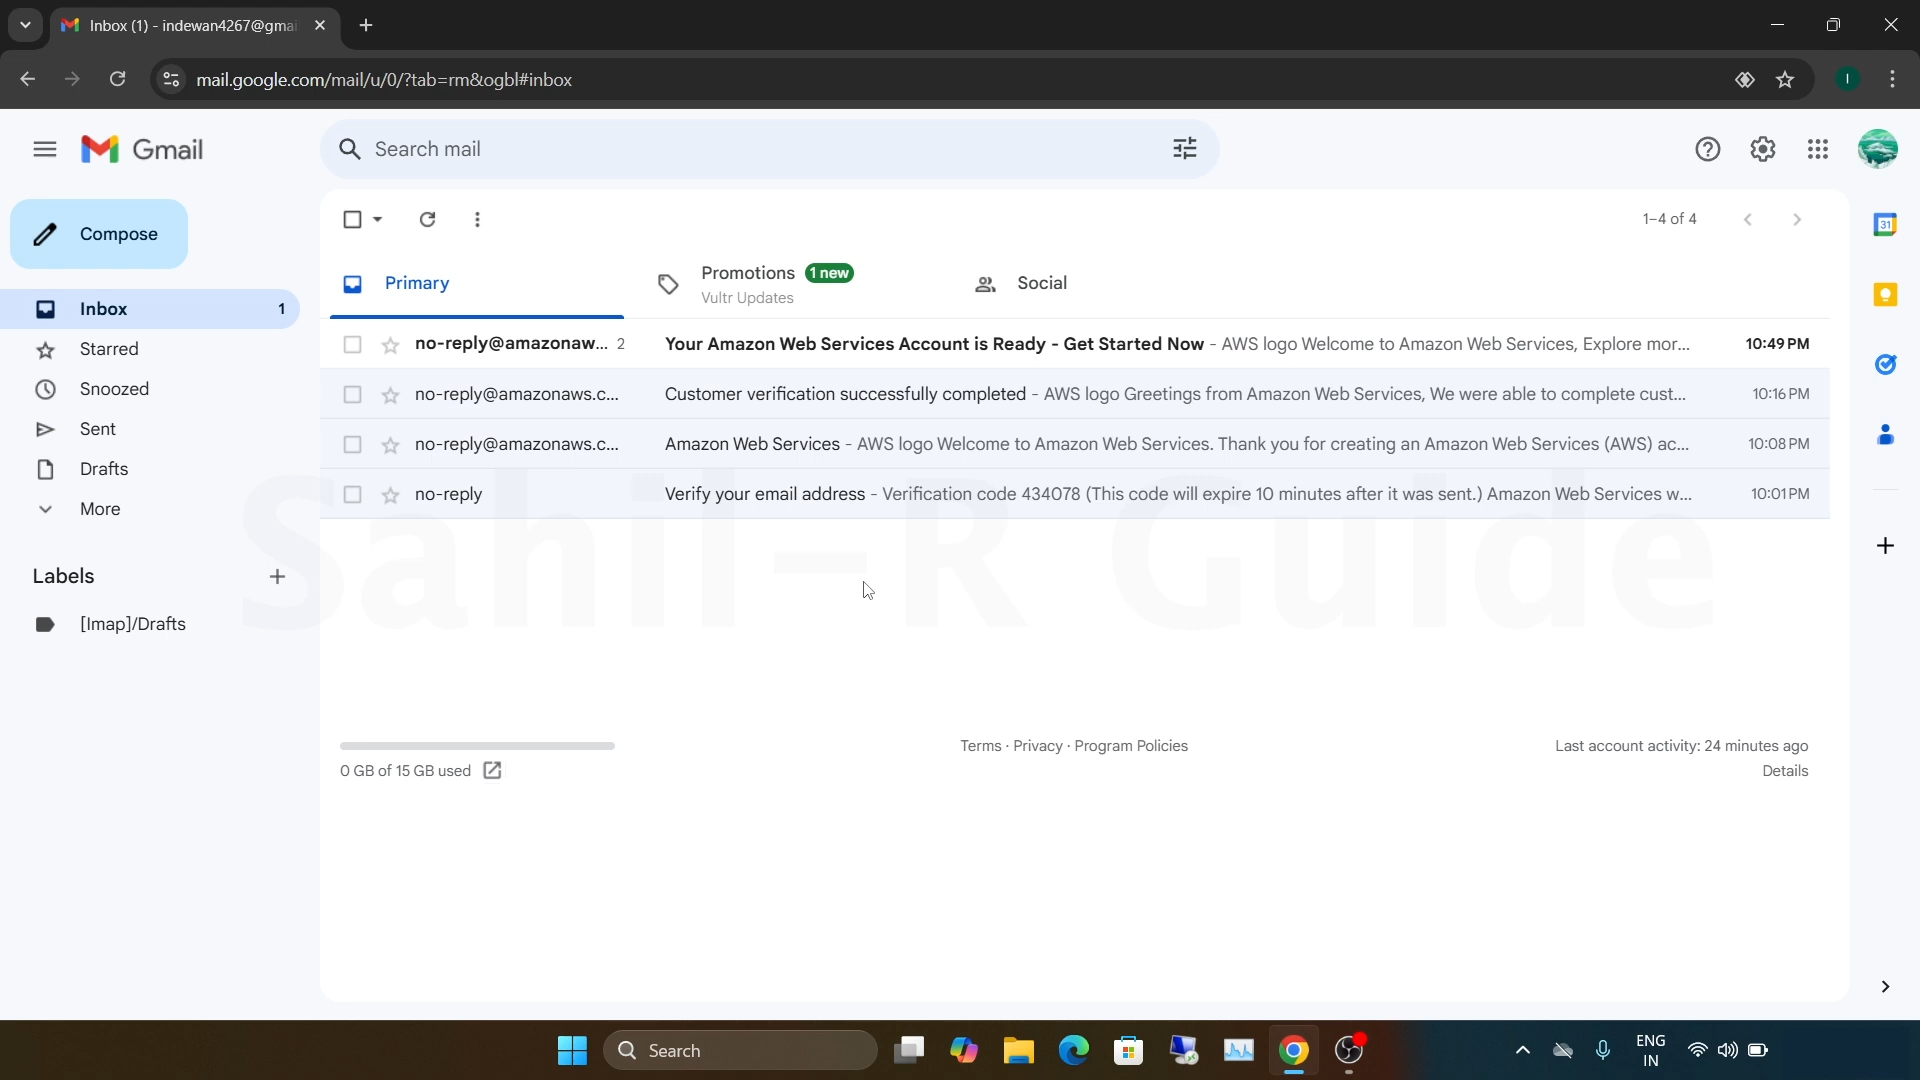 Inbox (1) - indewan4267@gmai
mail.google.com/mail/u/0/?tab=rm&ogbl#inbox
I
Gmail
Search mail
Compose
1–4 of 4
Primary
Promotions 1 new
Vultr Updates
Social
31
Inbox 1
Starred
Snoozed
Sent
Drafts
More
Labels
[Imap]/Drafts
no-reply@amazonaw... 2 Your Amazon Web Services Account is Ready - Get Started Now - AWS logo Welcome to Amazon Web Services, Explore mor... 10:49 PM
no-reply@amazonaws.c... Customer verification successfully completed - AWS logo Greetings from Amazon Web Services, We were able to complete cust... 10:16 PM
no-reply@amazonaws.c... Amazon Web Services - AWS logo Welcome to Amazon Web Services. Thank you for creating an Amazon Web Services (AWS) ac... 10:08 PM
no-reply Verify your email address - Verification code 434078 (This code will expire 10 minutes after it was sent.) Amazon Web Services w... 10:01 PM
Sahil-R Guide
0 GB of 15 GB used
Terms · Privacy · Program Policies
Last account activity: 24 minutes ago
Details
Search
ENG
IN